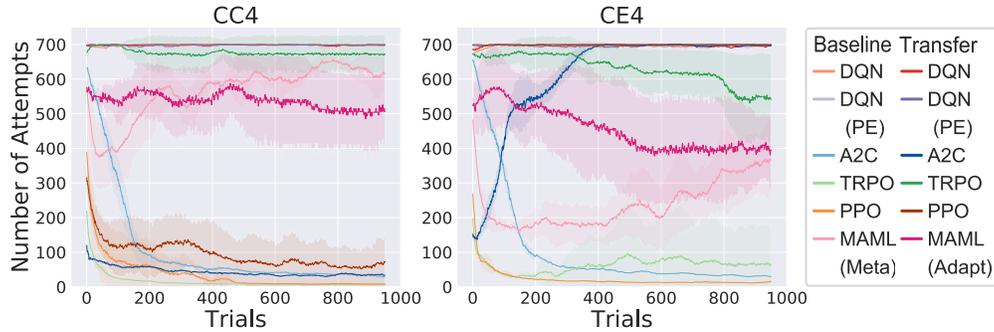 CC4
CE4
Number of Attempts
700
600
500
400
300
200
100
0
0 200 400 600 800 1000
Trials
700
600
500
400
300
200
100
0
0 200 400 600 800 1000
Trials
Baseline Transfer
DQN DQN
DQN DQN
(PE) (PE)
A2C A2C
TRPO TRPO
PPO PPO
MAML MAML
(Meta) (Adapt)